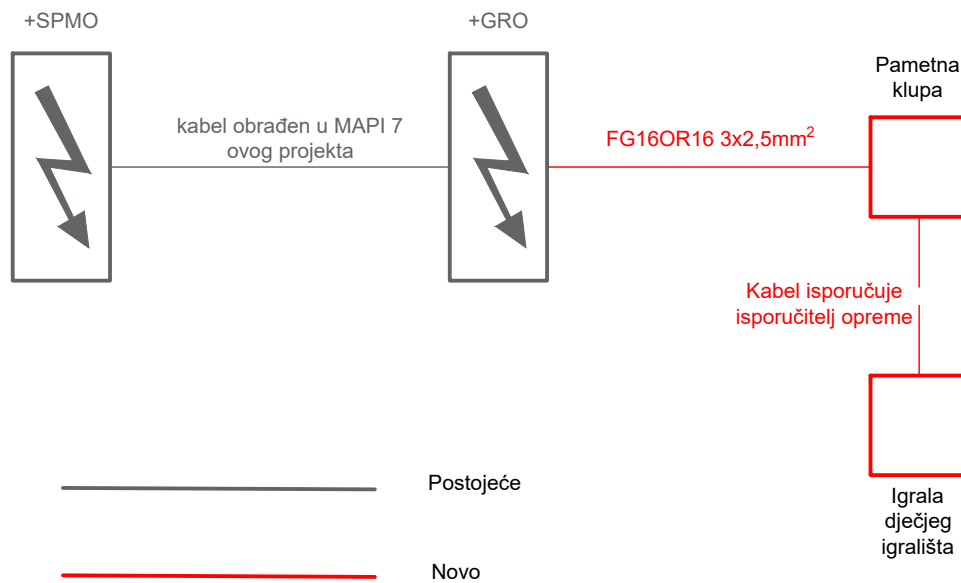 +SPMO
+GRO
Pametna
klupa
kabel obrađen u MAPI 7
ovog projekta
FG16OR16 3x2,5mm²
Kabel isporučuje
isporučitelj opreme
Postojeće
Igrala
dječjeg
igrališta
Novo